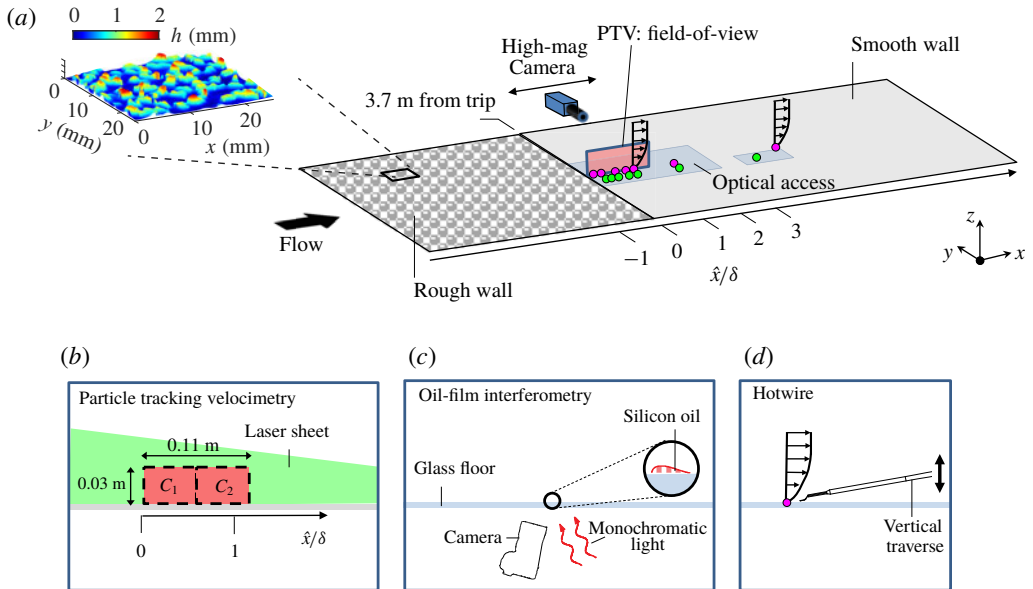 (a)
0 1 2
h (mm)
0
10
20
y (mm)
0
10
20
x (mm)
High-mag
Camera
PTV: field-of-view
Smooth wall
3.7 m from trip
Optical access
Flow
Rough wall
−1 0 1 2 3
x̂/δ
z
y
x
(b)
Particle tracking velocimetry
Laser sheet
0.11 m
0.03 m
C1 C2
0 1 x̂/δ
(c)
Oil-film interferometry
Silicon oil
Glass floor
Camera
Monochromatic
light
(d)
Hotwire
Vertical
traverse